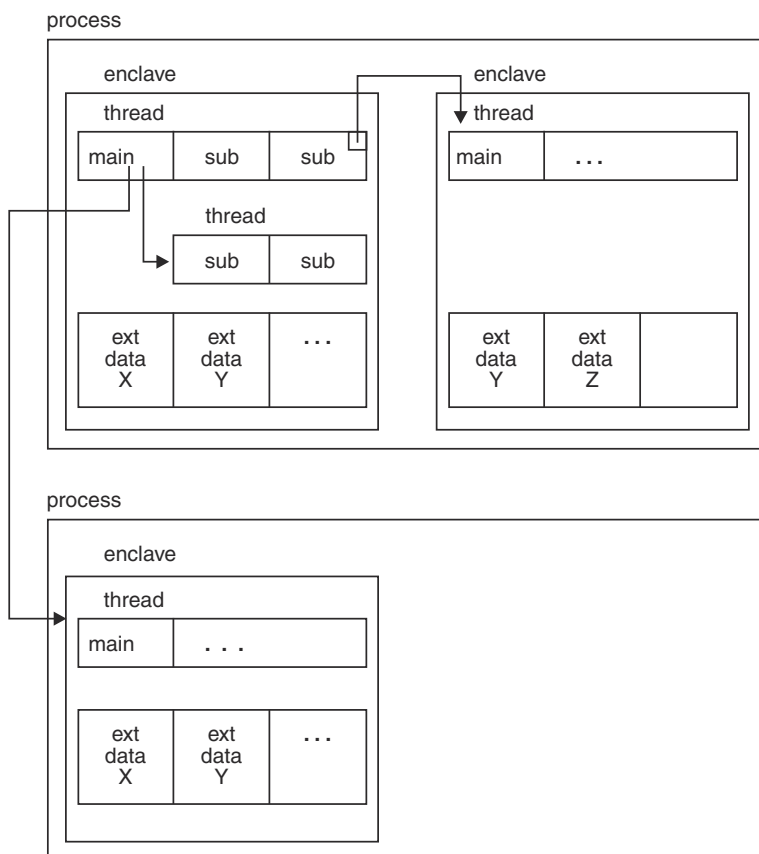 process
enclave
enclave
thread
thread
main
sub
sub
main
...
thread
sub
sub
ext
data
X
ext
data
Y
...
ext
data
Y
ext
data
Z
process
enclave
thread
main
...
ext
data
X
ext
data
Y
...